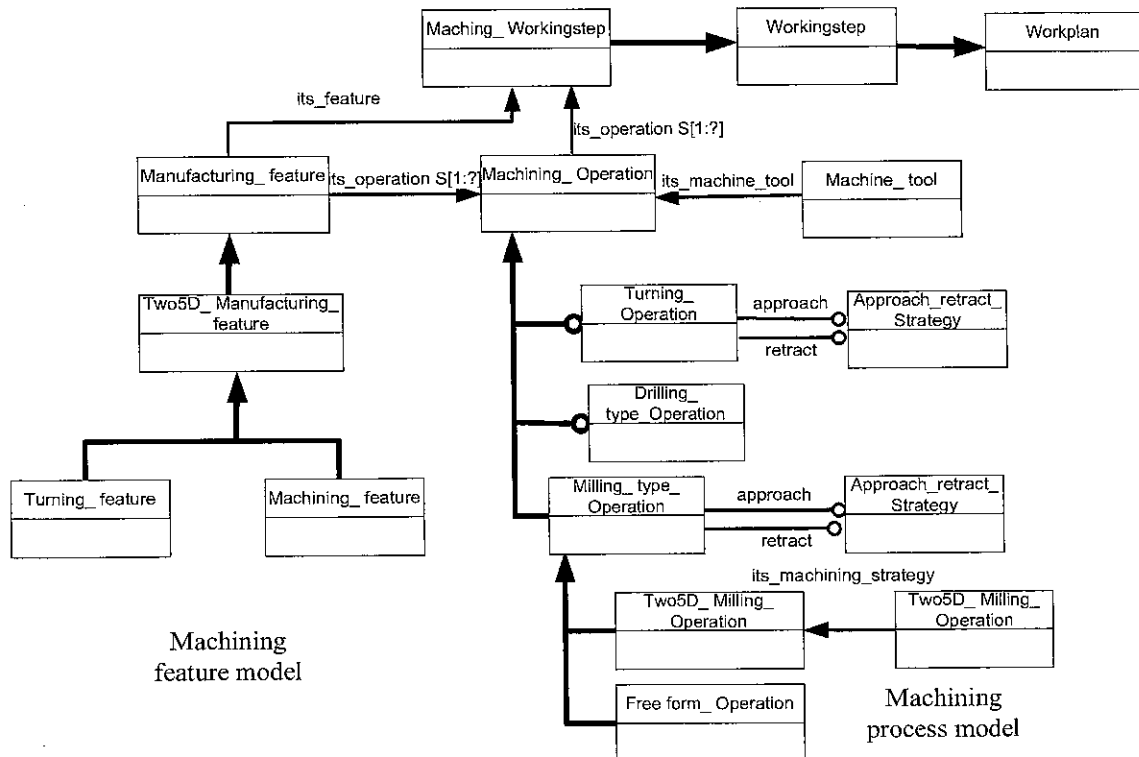 Maching_ Workingstep
Workingstep
Workplan
its_feature
its_operation S[1:?]
Manufacturing_ feature
its_operation S[1:?]
Machining_ Operation
its_machine_tool
Machine_ tool
Two5D_ Manufacturing_
feature
Turning_
Operation
approach
retract
Approach_retract_
Strategy
Drilling_
type_Operation
Turning_ feature
Machining_ feature
Milling_ type_
Operation
approach
retract
Approach_retract_
Strategy
its_machining_strategy
Two5D_ Milling_
Operation
Two5D_ Milling_
Operation
Machining
feature model
Free form_ Operation
Machining
process model